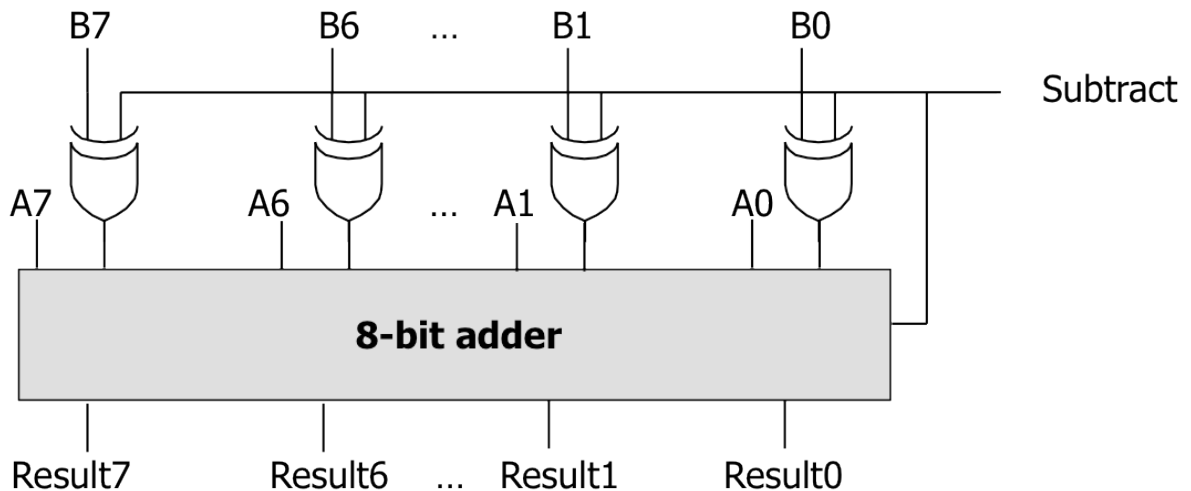 B7 B6 ... B1 B0
Subtract
A7 A6 ... A1 A0
8-bit adder
Result7 Result6 ... Result1 Result0